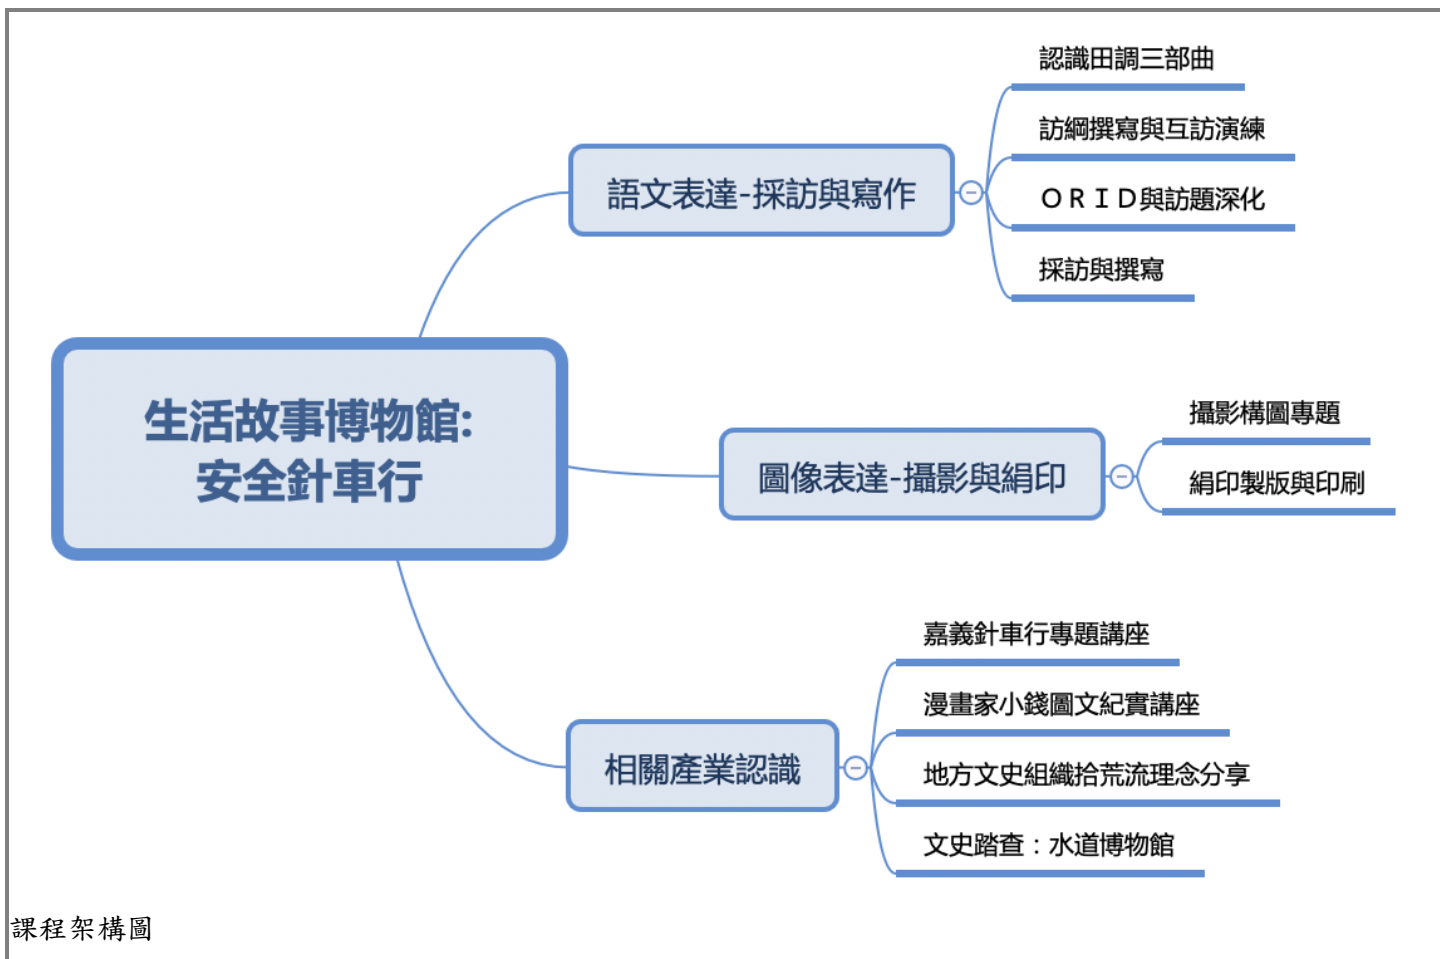 認識田調三部曲
訪綱撰寫與互訪演練
語文表達-採訪與寫作
ＯＲＩＤ與訪題深化
採訪與撰寫
生活故事博物館:
安全針車行
攝影構圖專題
圖像表達-攝影與絹印
絹印製版與印刷
嘉義針車行專題講座
漫畫家小錢圖文紀實講座
相關產業認識
地方文史組織拾荒流理念分享
文史踏查：水道博物館
課程架構圖